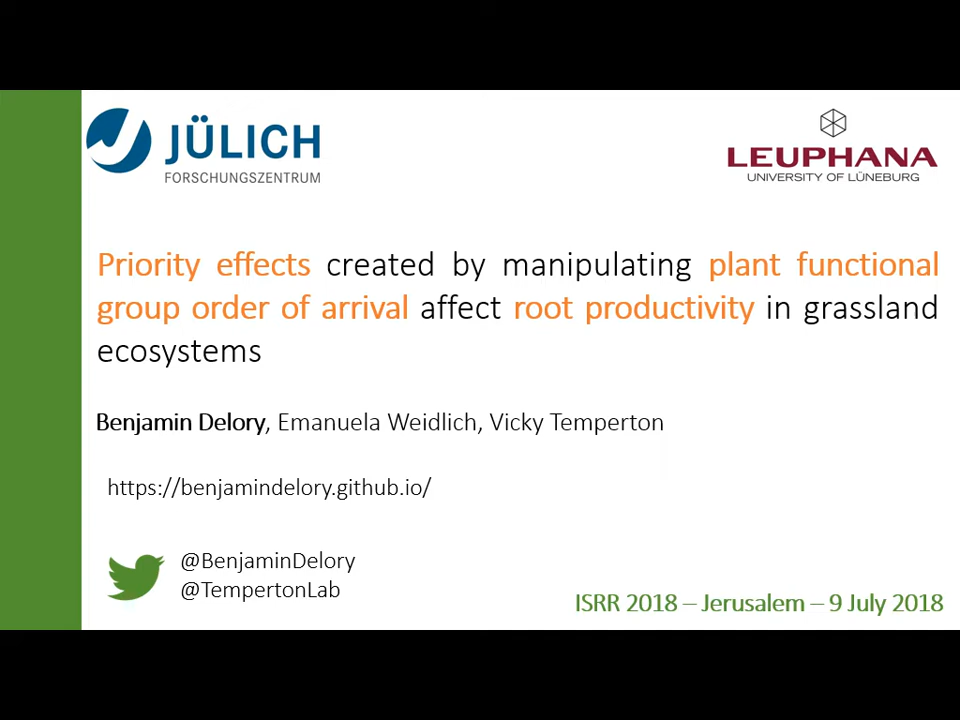 JÜLICH
FORSCHUNGSZENTRUM
LEUPHANA
UNIVERSITY OF LÜNEBURG
Priority effects created by manipulating plant functional
group order of arrival affect root productivity in grassland
ecosystems
Benjamin Delory, Emanuela Weidlich, Vicky Temperton
https://benjamindelory.github.io/
@BenjaminDelory
@TempertonLab
ISRR 2018 – Jerusalem – 9 July 2018